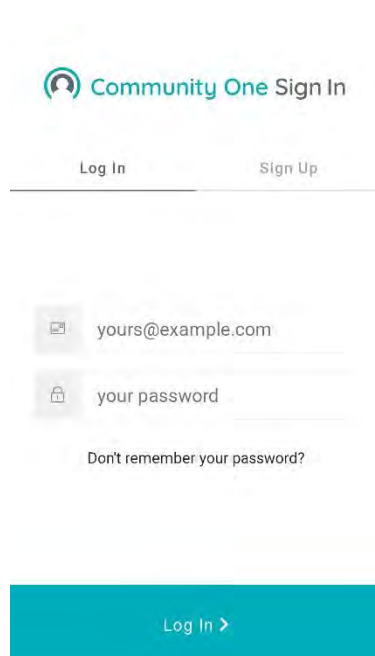 Community One Sign In
Log In
Sign Up
yours@example.com
your password
Don't remember your password?
Log In >